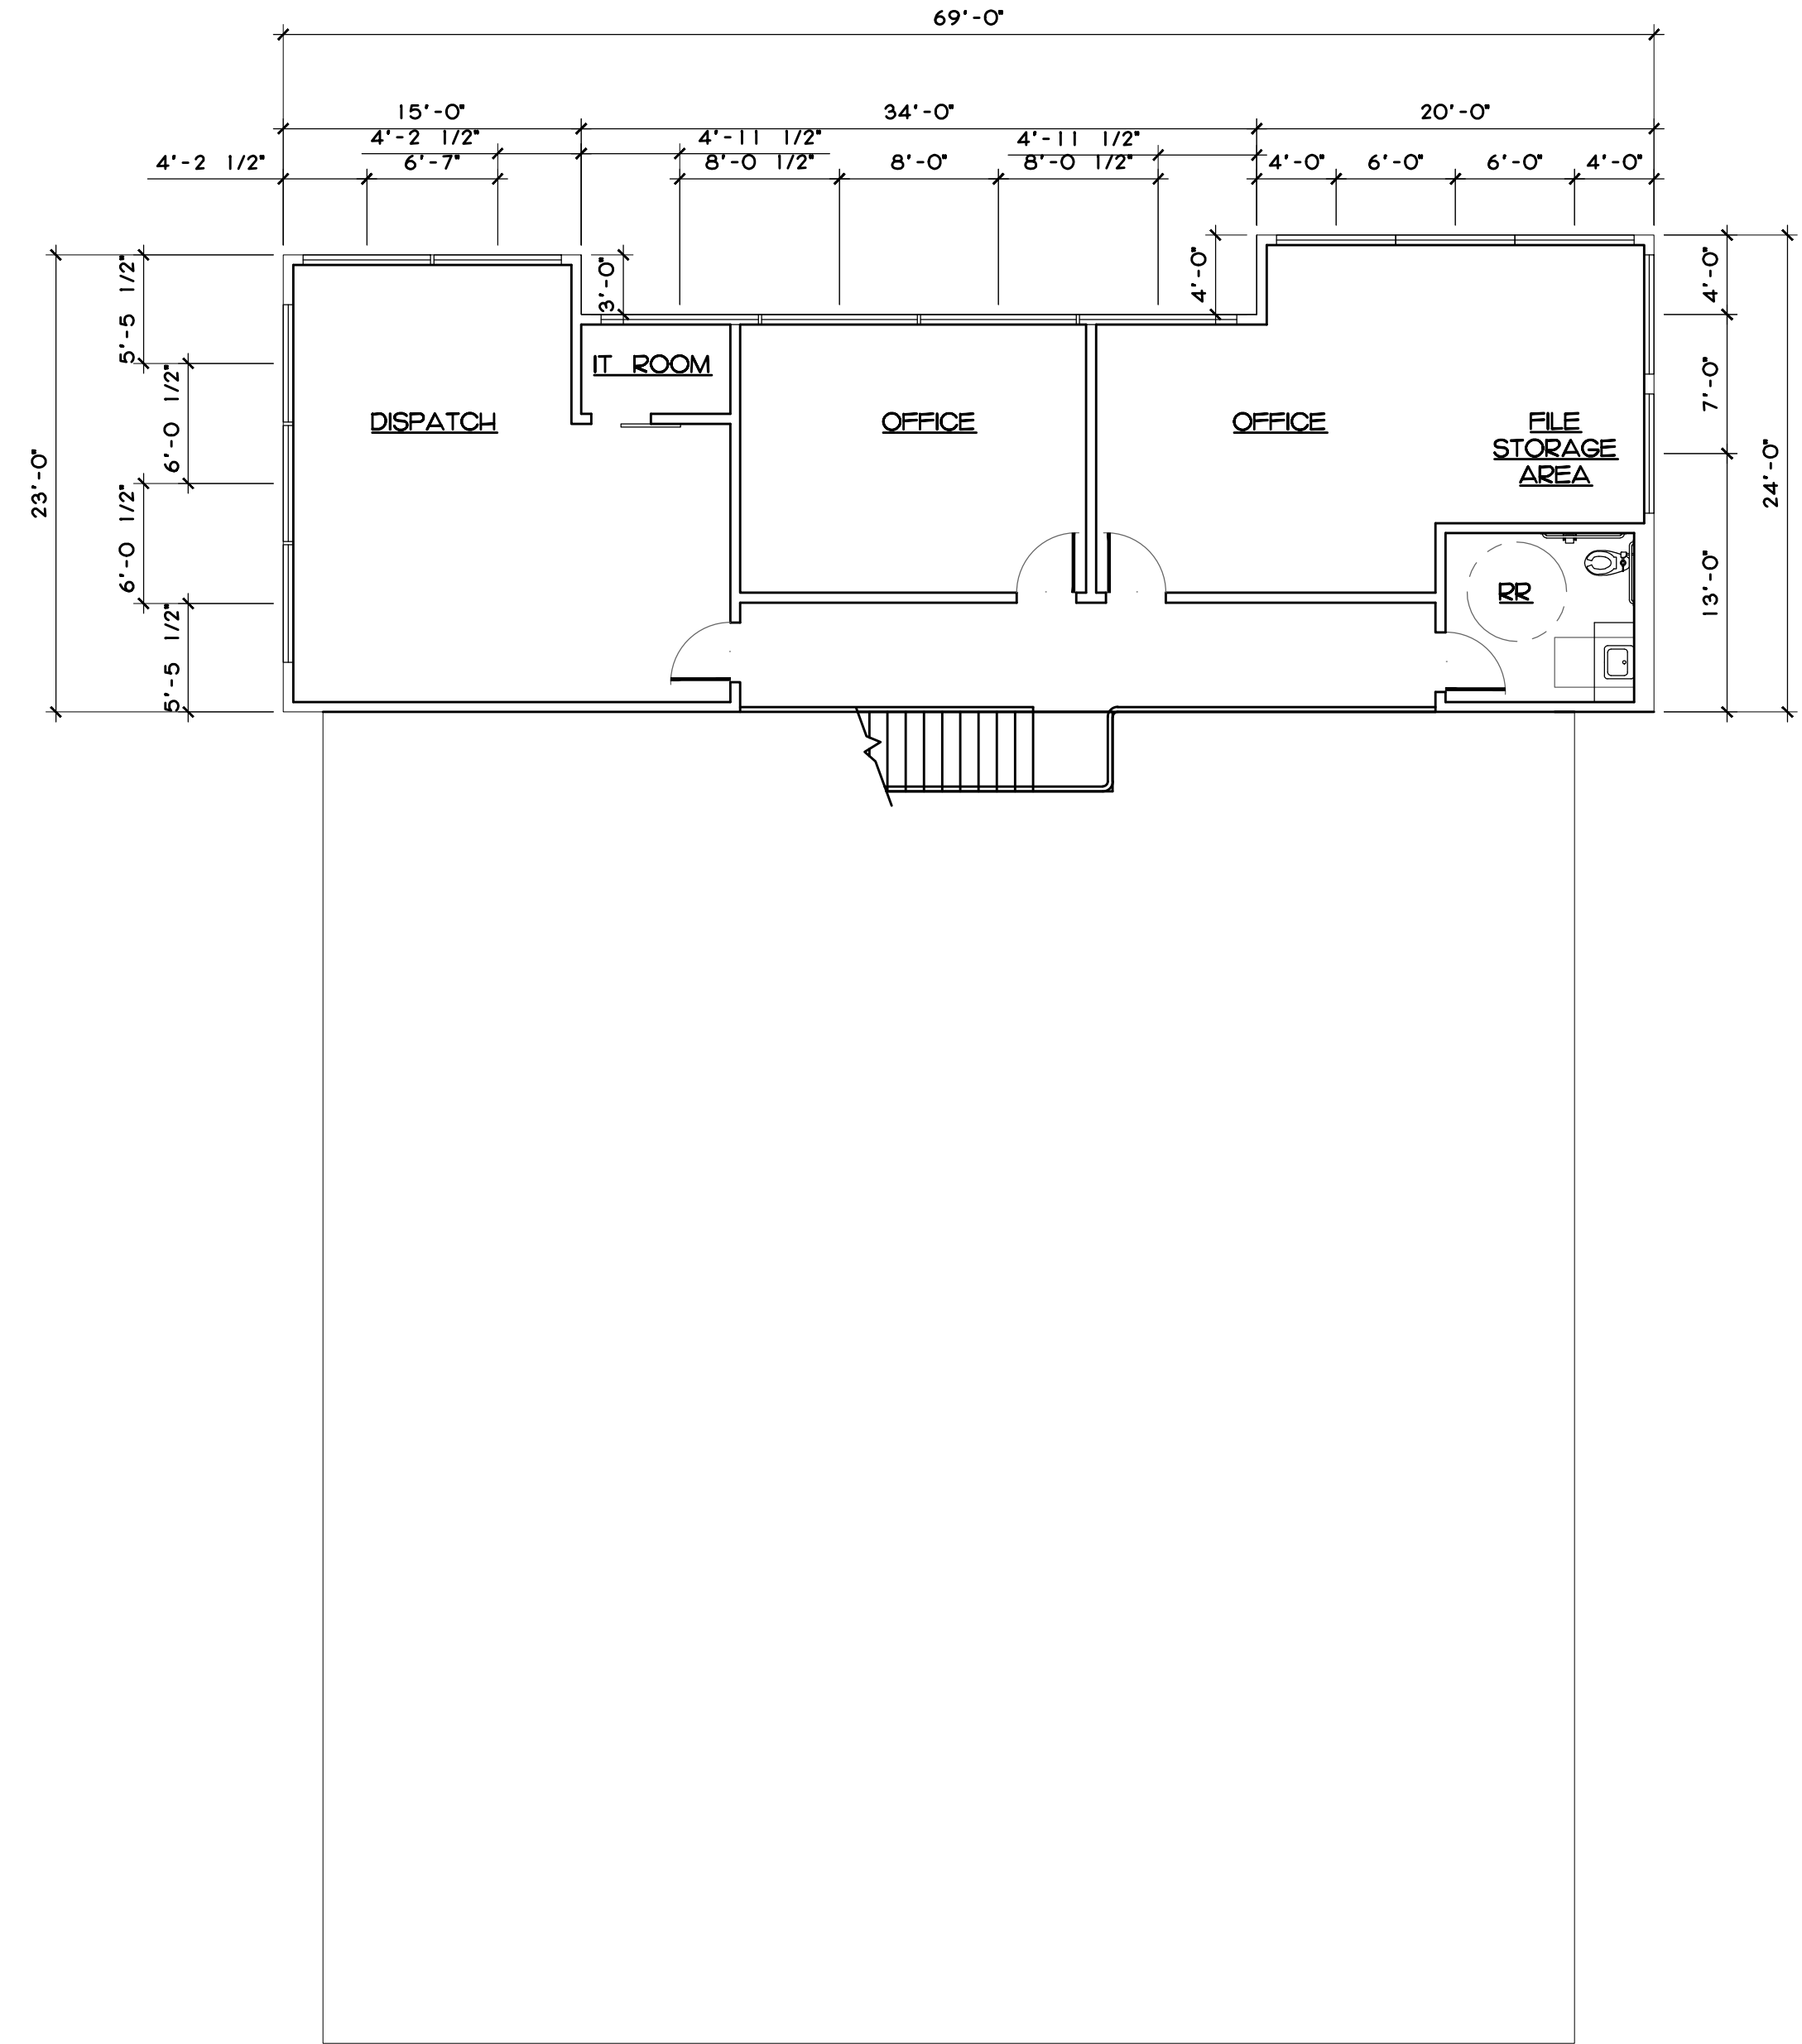 69'-0"
15'-0" 34'-0" 20'-0"
4'-2 1/2" 4'-11 1/2" 4'-11 1/2"
4'-2 1/2" 6'-7" 8'-0 1/2" 8'-0" 8'-0 1/2" 4'-0" 6'-0" 6'-0" 4'-0"
5'-5 1/2"
3'-0"
4'-0"
4'-0"
IT ROOM
6'-0 1/2"
7'-0"
DISPATCH
OFFICE
OFFICE
FILE
STORAGE
AREA
23'-0"
24'-0"
6'-0 1/2"
13'-0"
RR
5'-5 1/2"